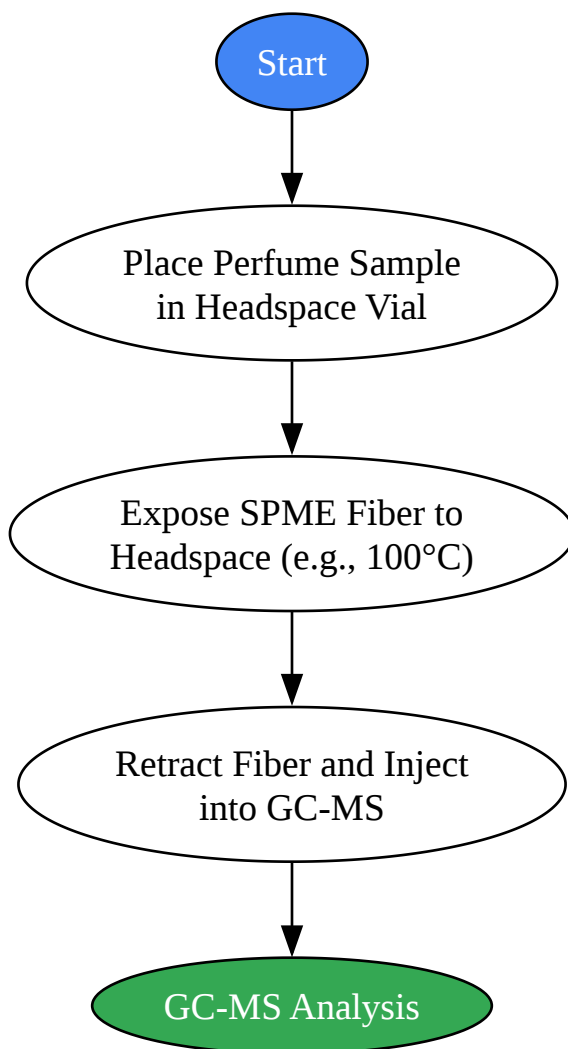 Start
Place Perfume Sample
in Headspace Vial
Expose SPME Fiber to
Headspace (e.g., 100°C)
Retract Fiber and Inject
into GC-MS
GC-MS Analysis